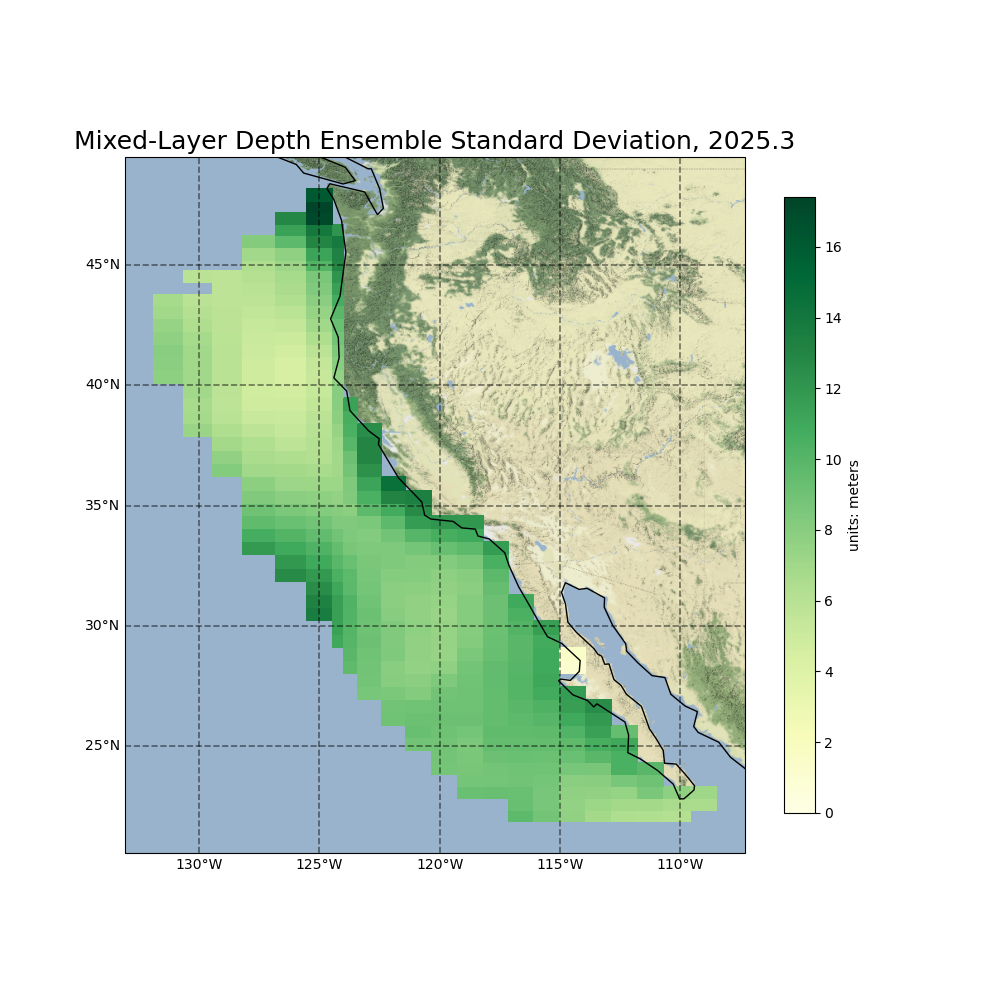 Mixed-Layer Depth Ensemble Standard Deviation, 2025.3
45°N
40°N
35°N
30°N
25°N
130°W
125°W
120°W
115°W
110°W
16
14
12
10
8
6
4
2
0
units: meters